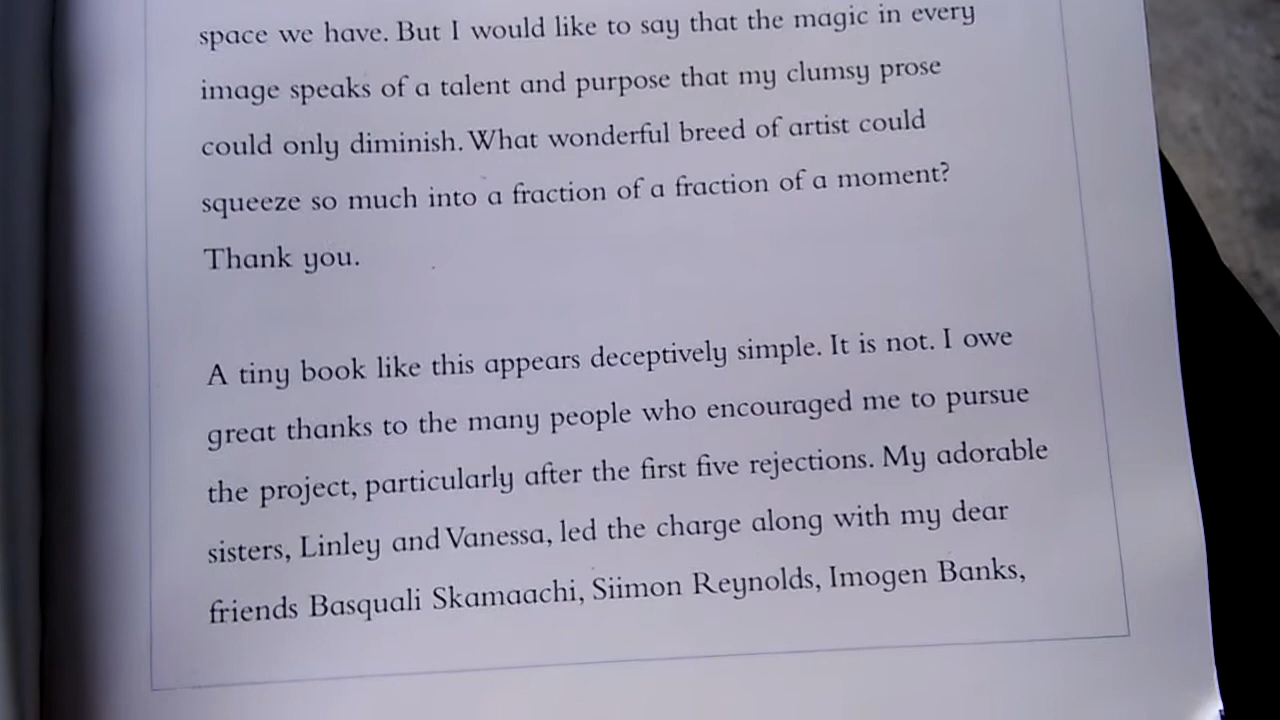 space we have. But I would like to say that the magic in every
image speaks of a talent and purpose that my clumsy prose
could only diminish. What wonderful breed of artist could
squeeze so much into a fraction of a fraction of a moment?
Thank you.
A tiny book like this appears deceptively simple. It is not. I owe
great thanks to the many people who encouraged me to pursue
the project, particularly after the first five rejections. My adorable
sisters, Linley and Vanessa, led the charge along with my dear
friends Basquali Skamaachi, Siimon Reynolds, Imogen Banks,